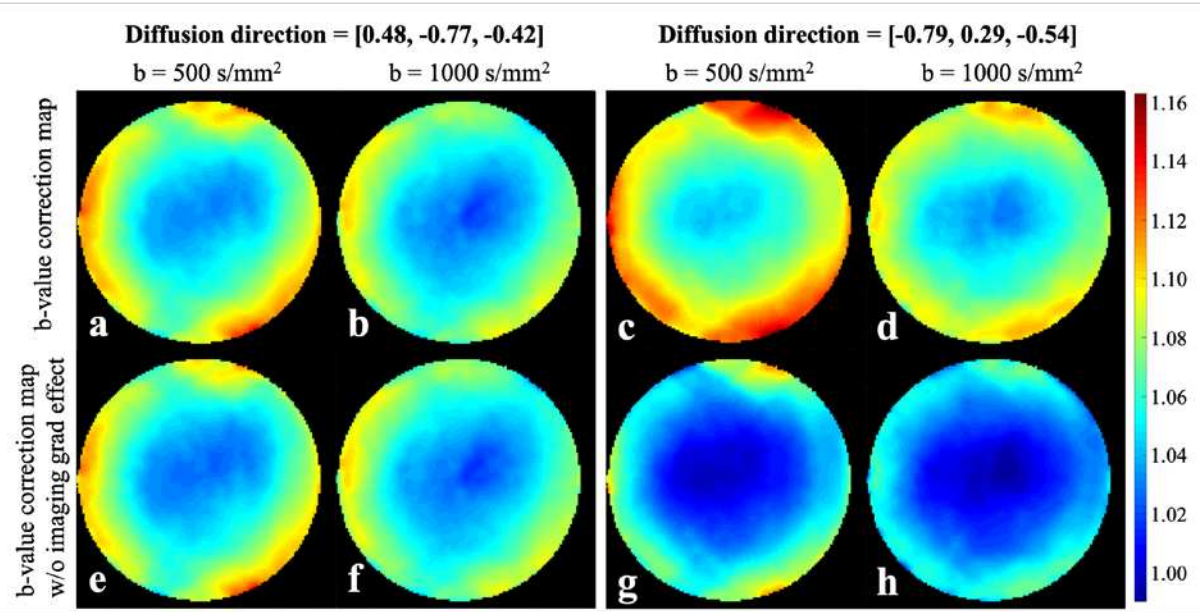 Diffusion direction = [0.48, -0.77, -0.42]
Diffusion direction = [-0.79, 0.29, -0.54]
b = 500 s/mm²
b = 1000 s/mm²
b = 500 s/mm²
b = 1000 s/mm²
b-value correction map
a
b
c
d
b-value correction map
w/o imaging grad effect
e
f
g
h
1.16
1.14
1.12
1.10
1.08
1.06
1.04
1.02
1.00